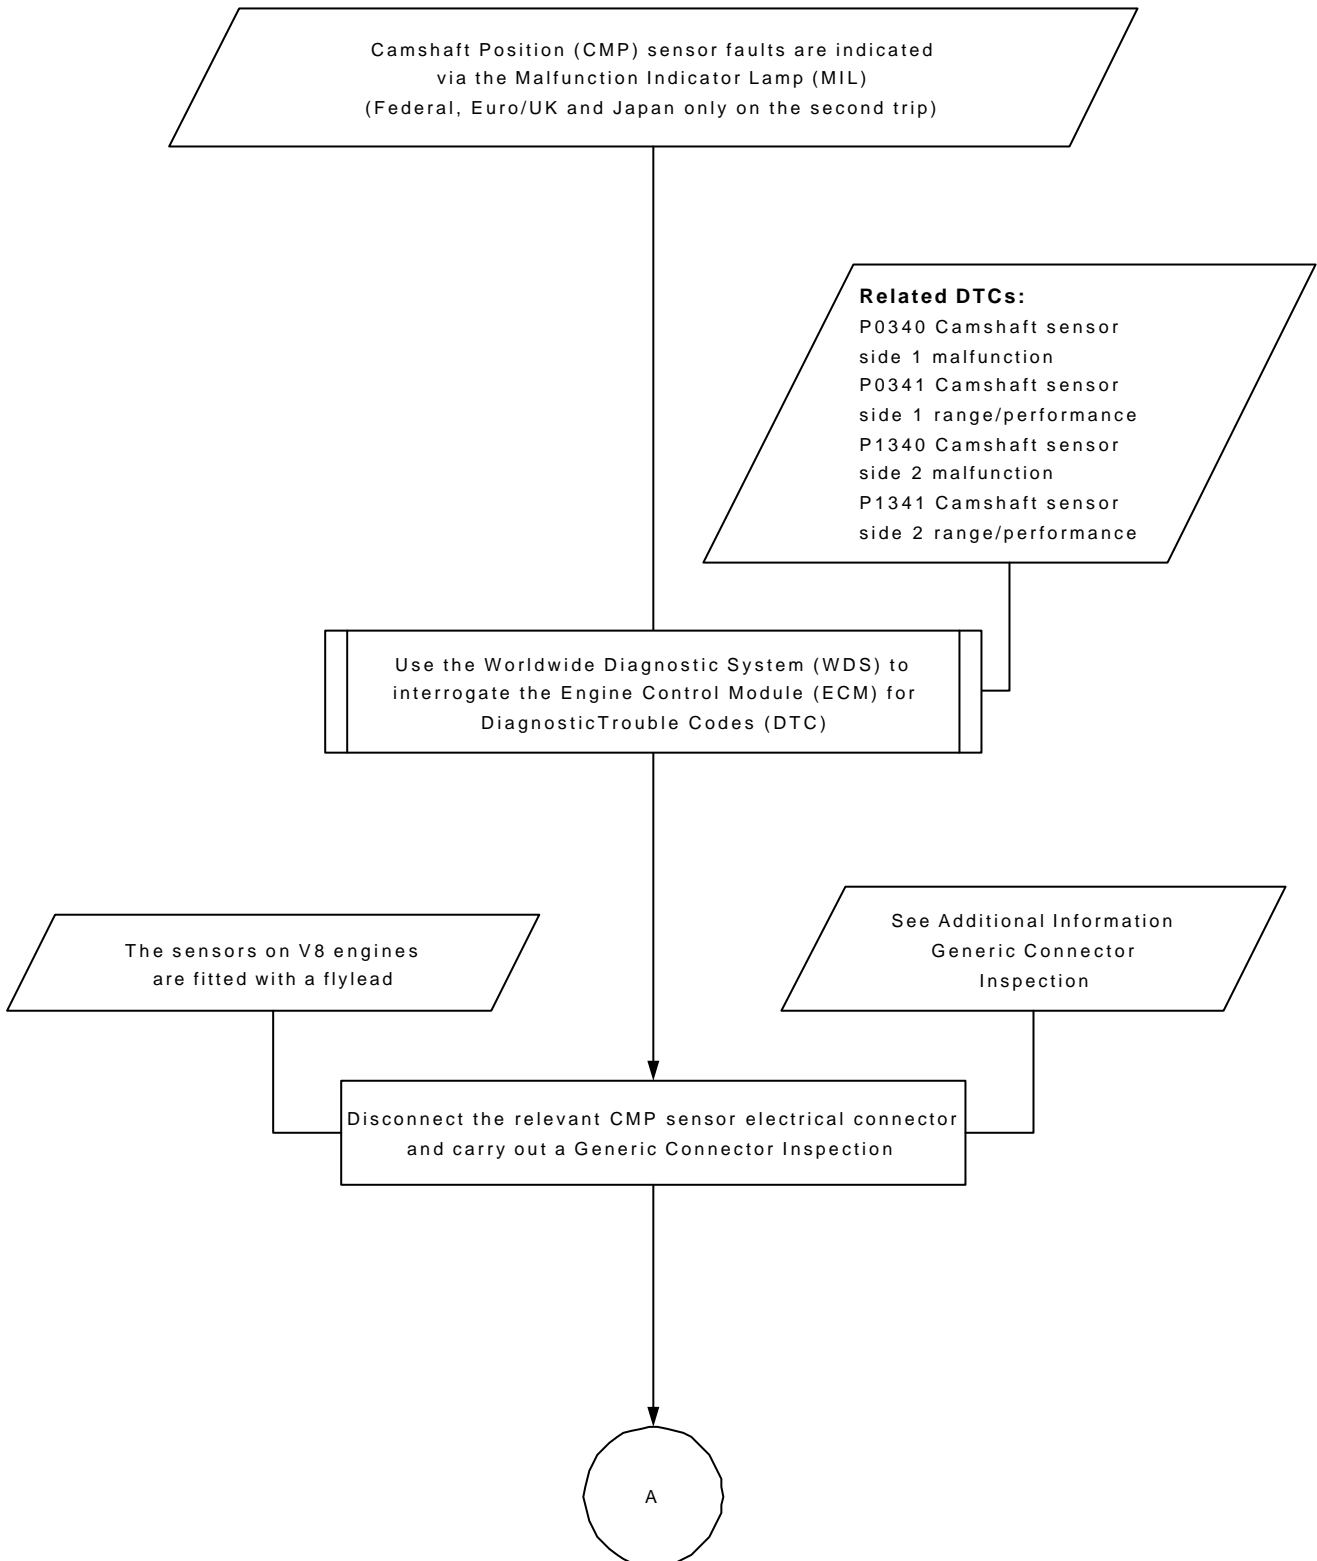 Camshaft Position (CMP) sensor faults are indicated
via the Malfunction Indicator Lamp (MIL)
(Federal, Euro/UK and Japan only on the second trip)
Related DTCs:
P0340 Camshaft sensor
side 1 malfunction
P0341 Camshaft sensor
side 1 range/performance
P1340 Camshaft sensor
side 2 malfunction
P1341 Camshaft sensor
side 2 range/performance
Use the Worldwide Diagnostic System (WDS) to
interrogate the Engine Control Module (ECM) for
DiagnosticTrouble Codes (DTC)
The sensors on V8 engines
are fitted with a flylead
See Additional Information
Generic Connector
Inspection
Disconnect the relevant CMP sensor electrical connector
and carry out a Generic Connector Inspection
A